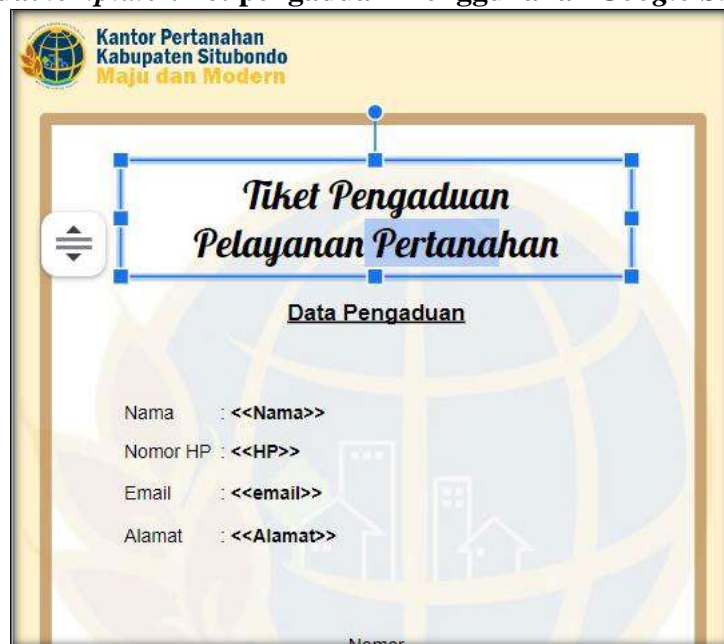 Kantor Pertanahan
Kabupaten Situbondo
Maju dan Modern
Tiket Pengaduan
Pelayanan Pertanahan
Data Pengaduan
Nama : <<Nama>>
Nomor HP : <<HP>>
Email : <<email>>
Alamat : <<Alamat>>
Nomor